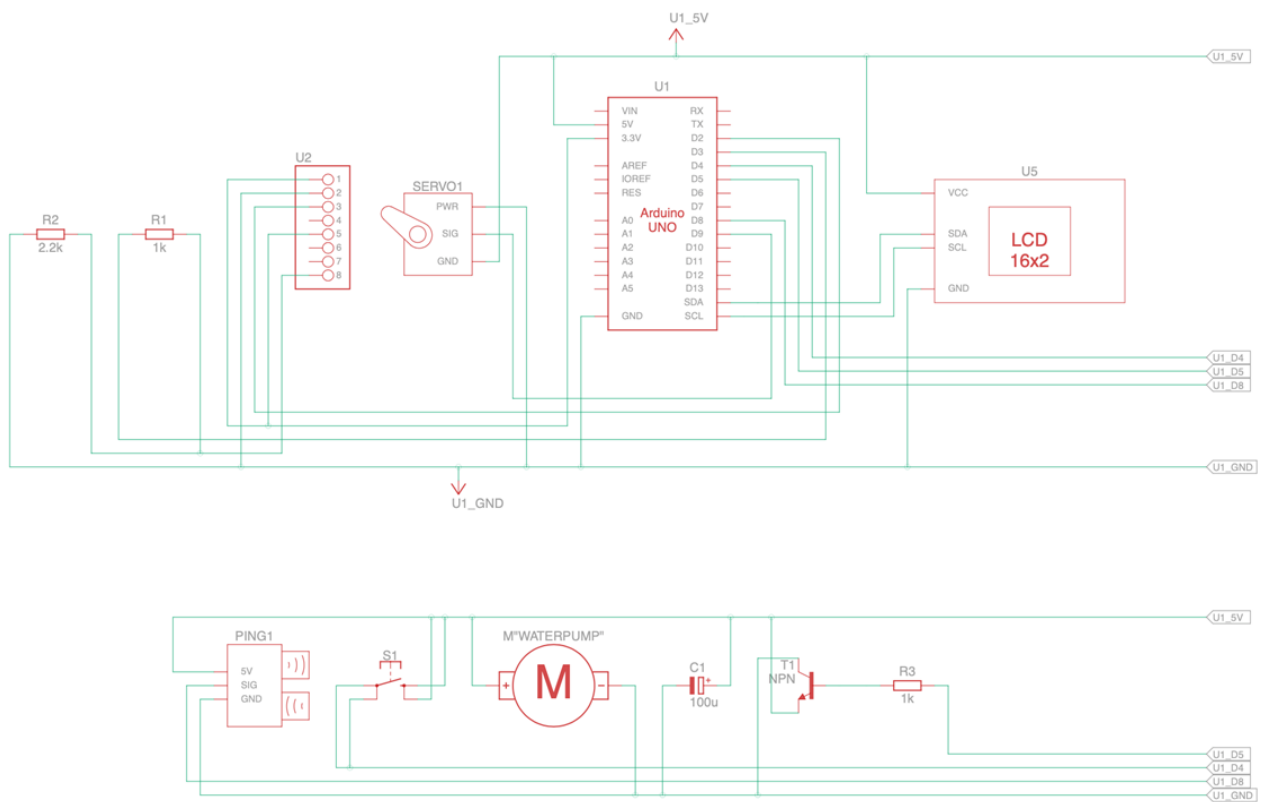 U1_5V
U1_5V
U1
VIN
5V
3.3V
AREF
IOREF
RES
A0
A1
A2
A3
A4
A5
GND
RX
TX
D2
D3
D4
D5
D6
D7
D8
D9
D10
D11
D12
D13
SDA
SCL
Arduino
UNO
U2
1
2
3
4
5
6
7
8
SERVO1
PWR
SIG
GND
R2
2.2k
R1
1k
U5
VCC
SDA
SCL
GND
LCD
16x2
U1_D4
U1_D5
U1_D8
U1_GND
U1_GND
U1_5V
PING1
5V
SIG
GND
S1
M"WATERPUMP"
M
+
-
C1
+
100u
T1
NPN
R3
1k
U1_D5
U1_D4
U1_D8
U1_GND